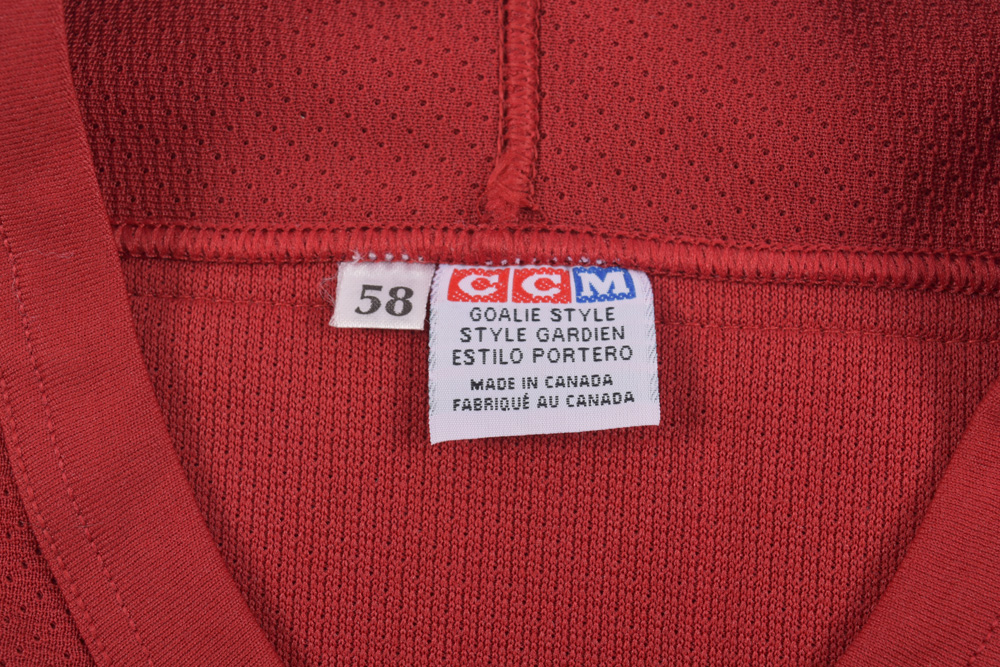 58
CCM
GOALIE STYLE
STYLE GARDIEN
ESTILO PORTERO
MADE IN CANADA
FABRIQUÉ AU CANADA